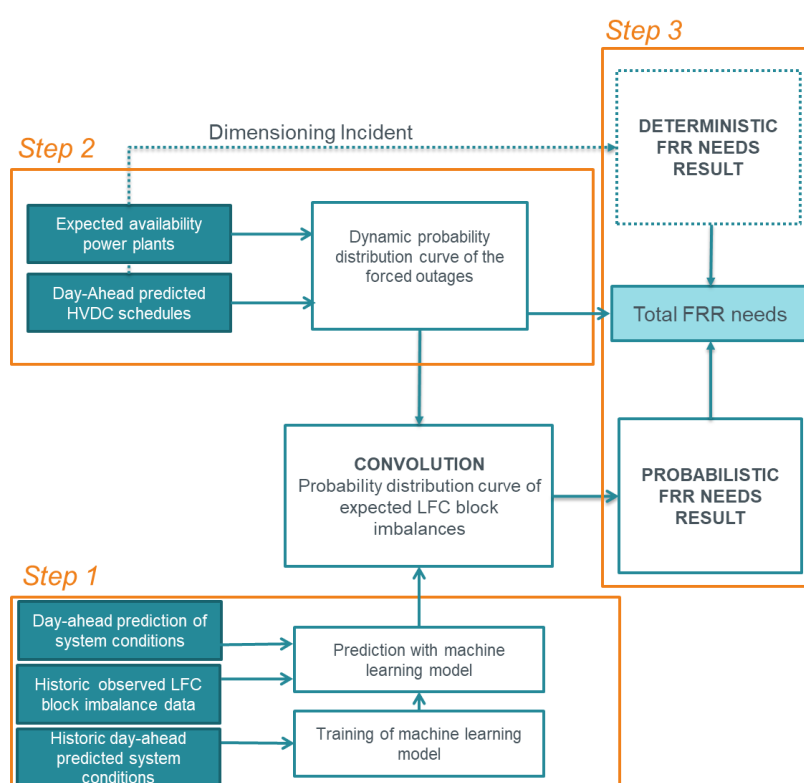 Step 3
Dimensioning Incident
DETERMINISTIC
FRR NEEDS
RESULT
Step 2
Expected availability
power plants
Dynamic probability
distribution curve of the
forced outages
Day-Ahead predicted
HVDC schedules
Total FRR needs
CONVOLUTION
Probability distribution curve of
expected LFC block
imbalances
PROBABILISTIC
FRR NEEDS
RESULT
Step 1
Day-ahead prediction of
system conditions
Prediction with machine
learning model
Historic observed LFC
block imbalance data
Historic day-ahead
predicted system
conditions
Training of machine learning
model